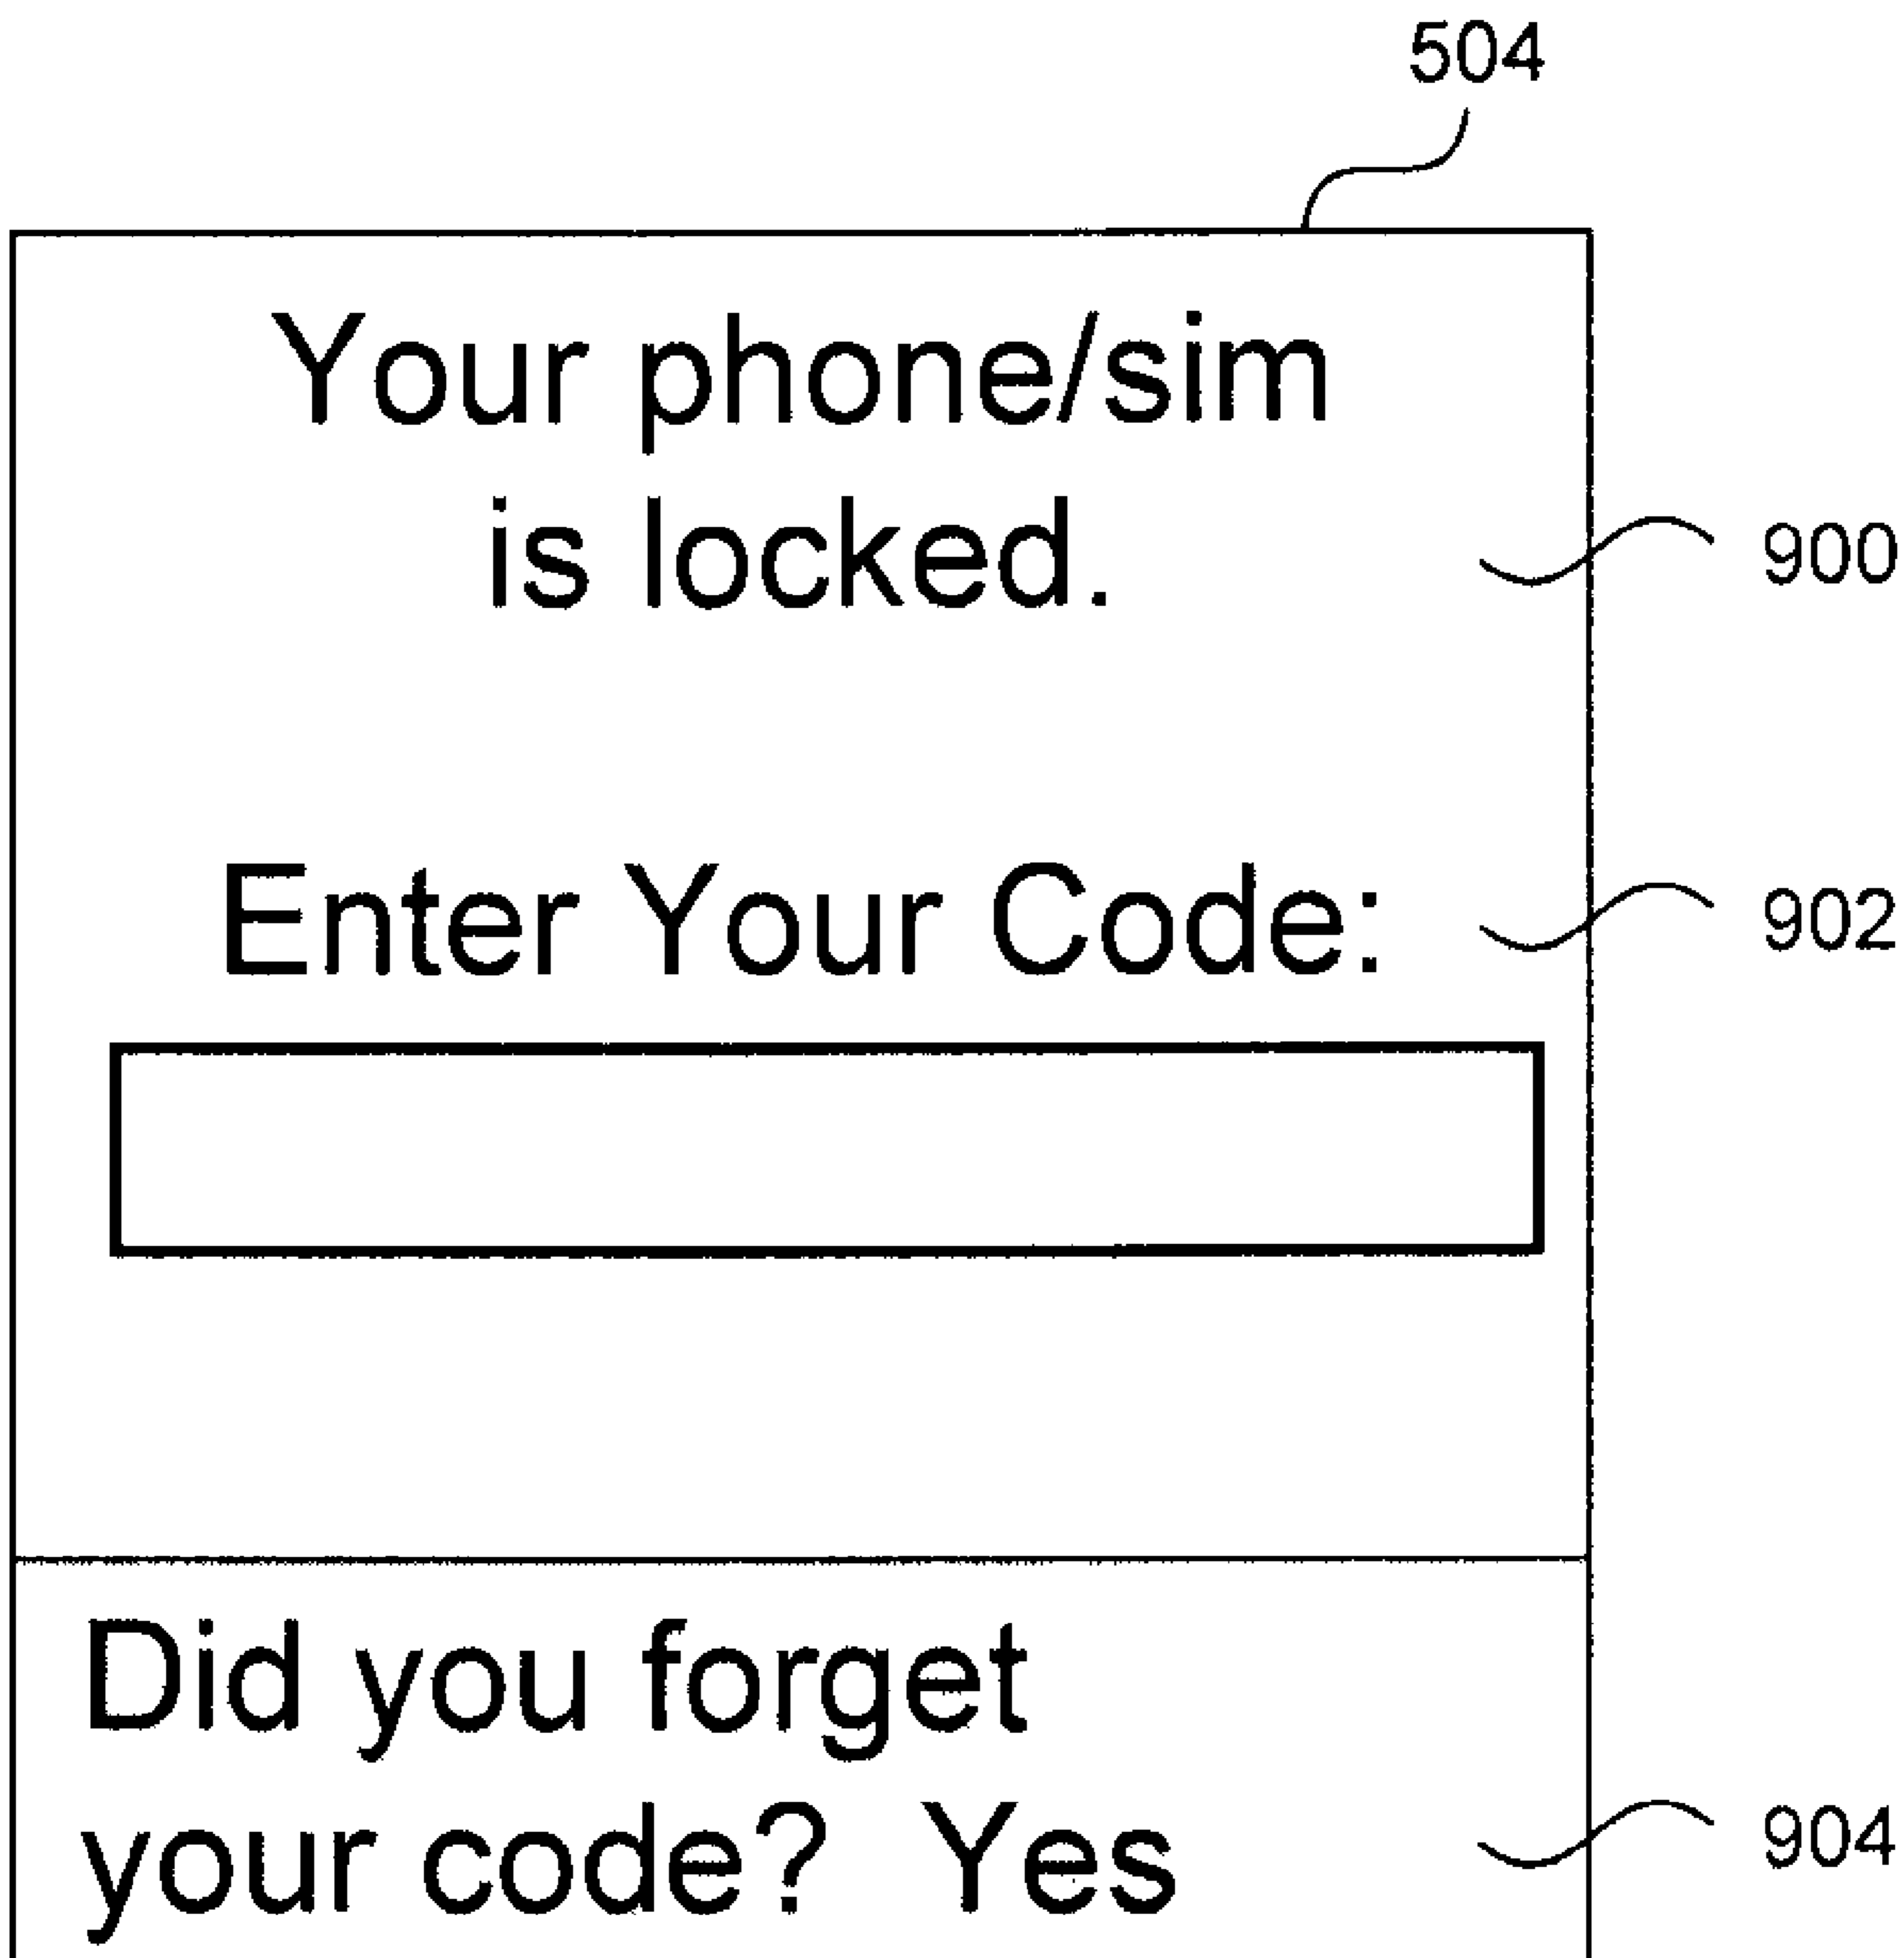 504
Your phone/sim
is locked.
900
Enter Your Code:
902
Did you forget
your code? Yes
904